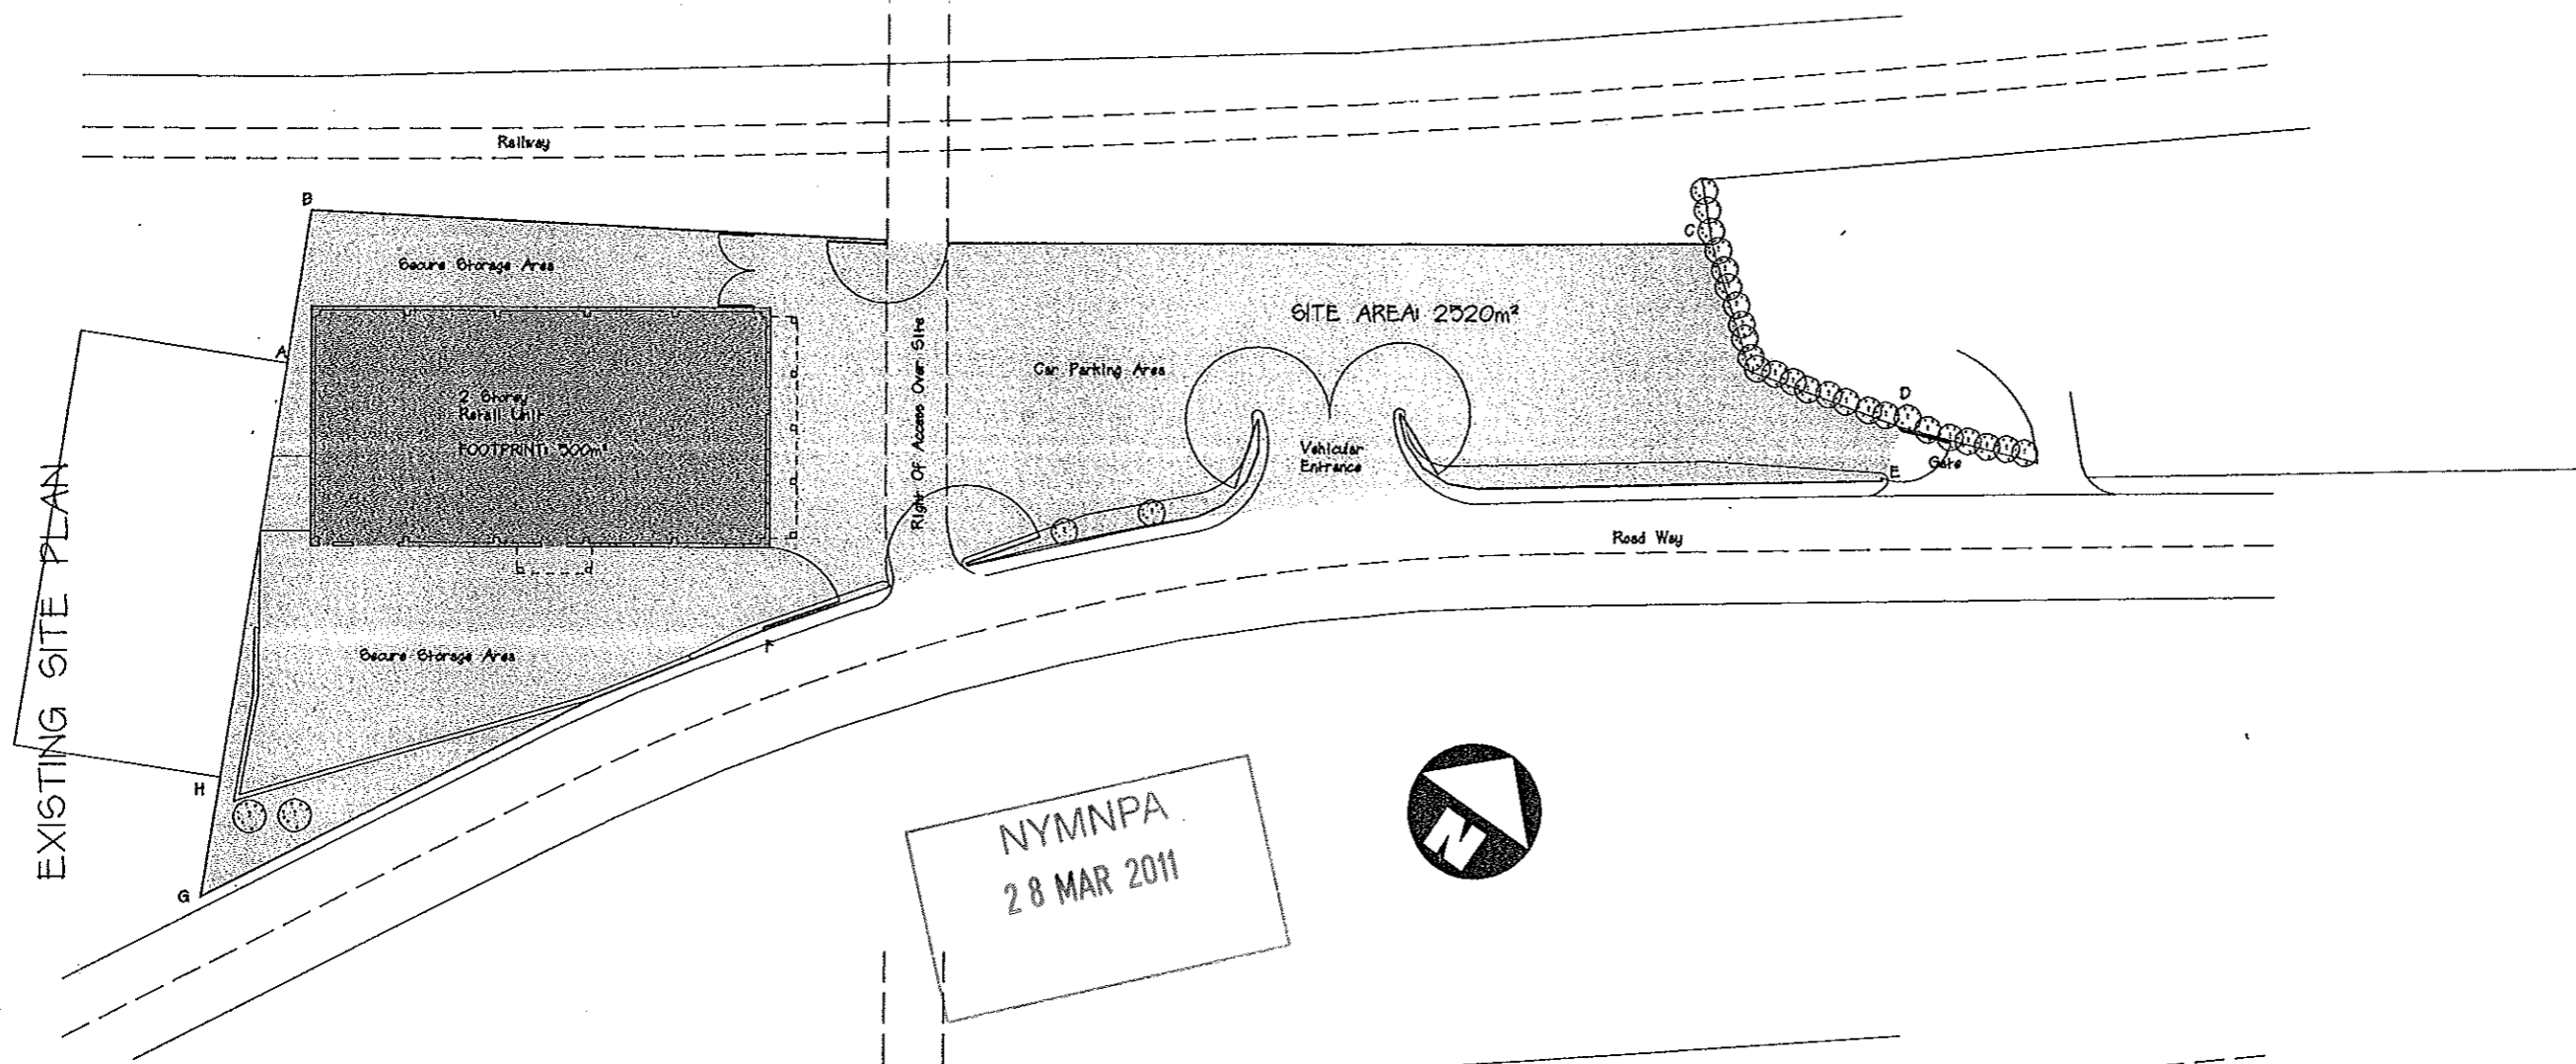 Railway
B
Secure Storage Area
C
SITE AREA: 2520m²
Right Of Access Over Site
A
Car Parking Area
2 Storey
Retail Unit
FOOTPRINT: 500m²
D
Vehicular
Entrance
Gate
E
Road Way
F
Secure Storage Area
H
G
EXISTING SITE PLAN
NYMNPA
28 MAR 2011
N